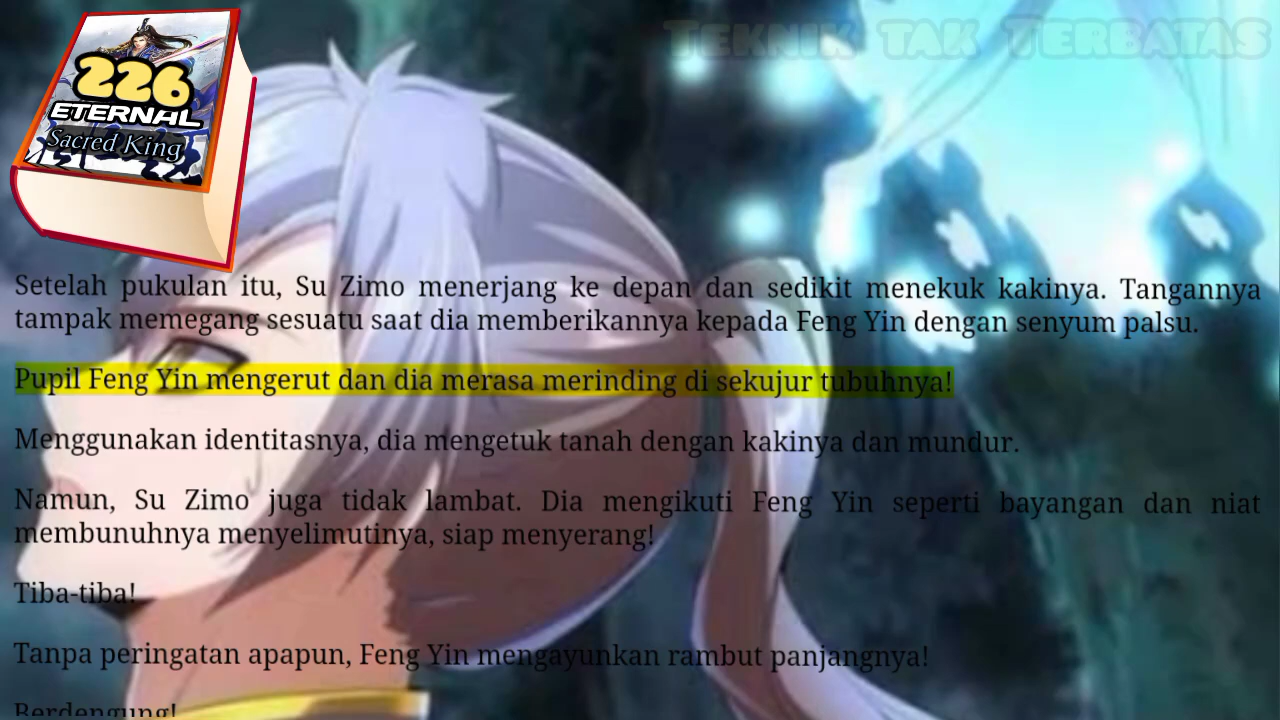 Teknik tak Terbatas
226
ETERNAL
Sacred King
Setelah pukulan itu, Su Zimo menerjang ke depan dan sedikit menekuk kakinya. Tangannya
tampak memegang sesuatu saat dia memberikannya kepada Feng Yin dengan senyum palsu.
Pupil Feng Yin mengerut dan dia merasa merinding di sekujur tubuhnya!
Menggunakan identitasnya, dia mengetuk tanah dengan kakinya dan mundur.
Namun, Su Zimo juga tidak lambat. Dia mengikuti Feng Yin seperti bayangan dan niat
membunuhnya menyelimutinya, siap menyerang!
Tiba-tiba!
Tanpa peringatan apapun, Feng Yin mengayunkan rambut panjangnya!
Berdengung!